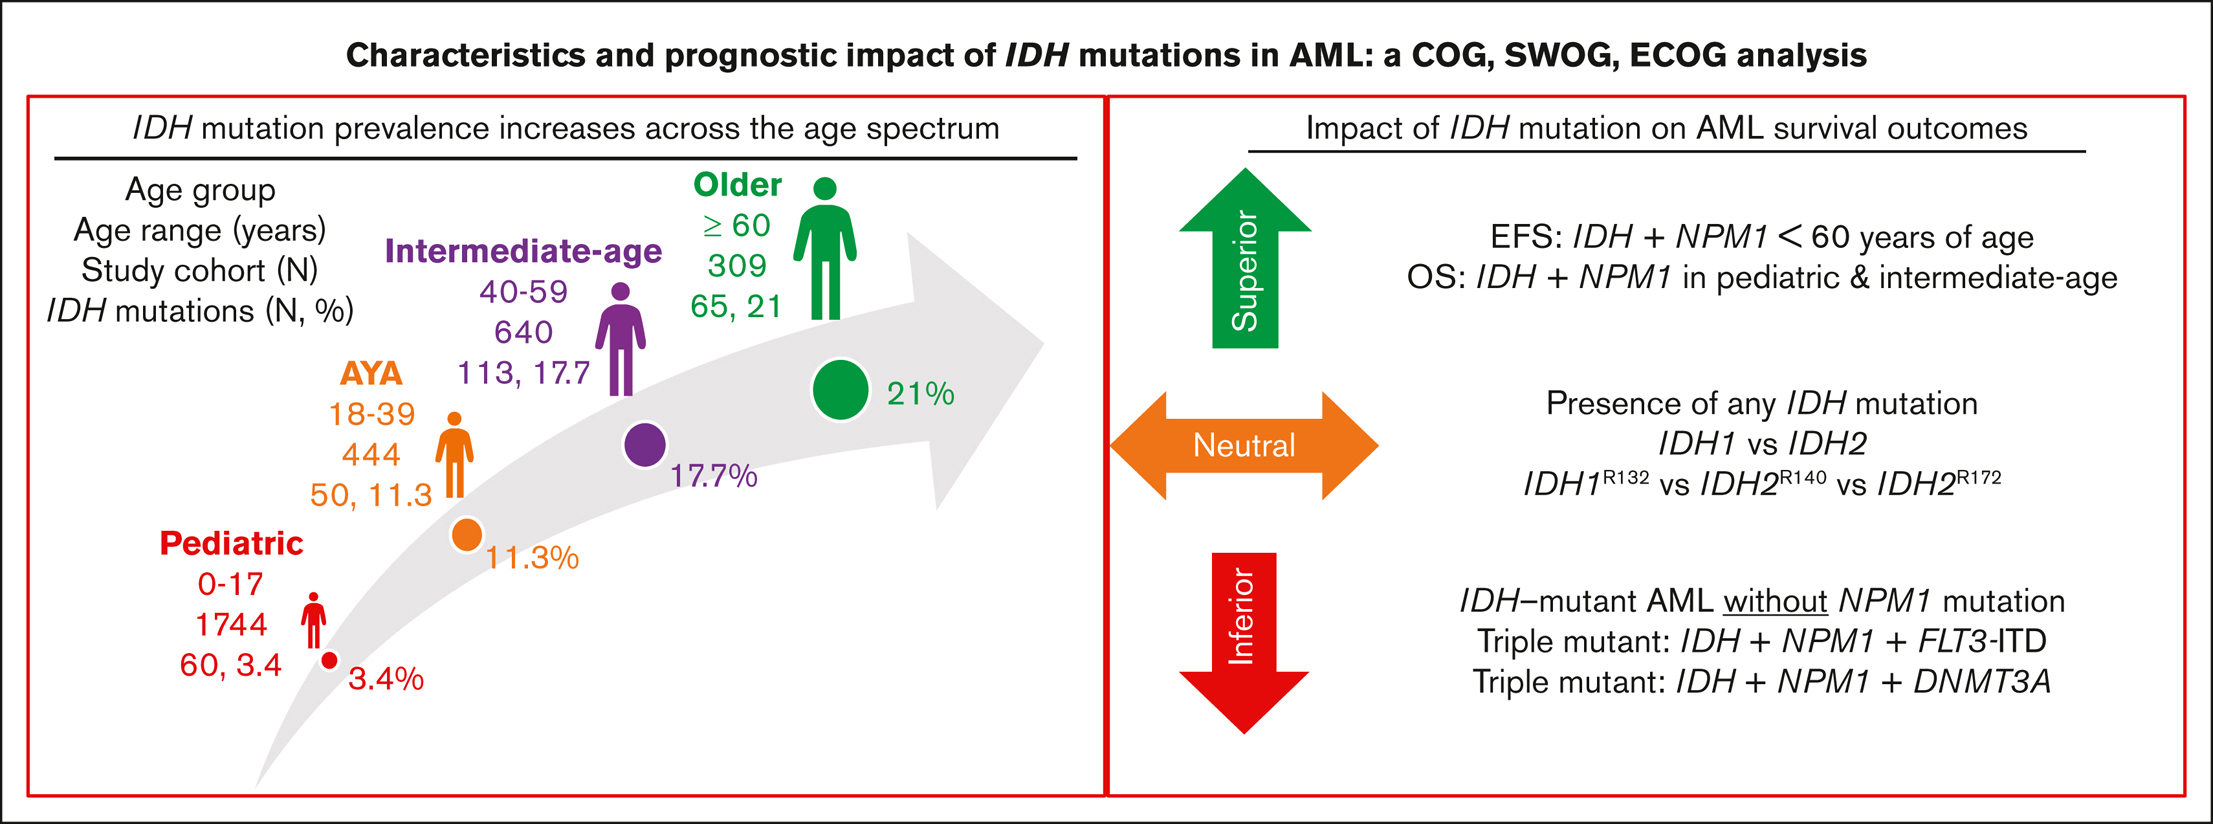 Characteristics and prognostic impact of IDH mutations in AML: a COG, SWOG, ECOG analysis
IDH mutation prevalence increases across the age spectrum
Age group
Age range (years)
Study cohort (N)
IDH mutations (N, %)
Pediatric
0-17
1744
60, 3.4
3.4%
AYA
18-39
444
50, 11.3
11.3%
Intermediate-age
40-59
640
113, 17.7
17.7%
Older
≥ 60
309
65, 21
21%
Impact of IDH mutation on AML survival outcomes
Superior
EFS: IDH + NPM1 < 60 years of age
OS: IDH + NPM1 in pediatric & intermediate-age
Neutral
Presence of any IDH mutation
IDH1 vs IDH2
IDH1R132 vs IDH2R140 vs IDH2R172
Inferior
IDH–mutant AML without NPM1 mutation
Triple mutant: IDH + NPM1 + FLT3-ITD
Triple mutant: IDH + NPM1 + DNMT3A